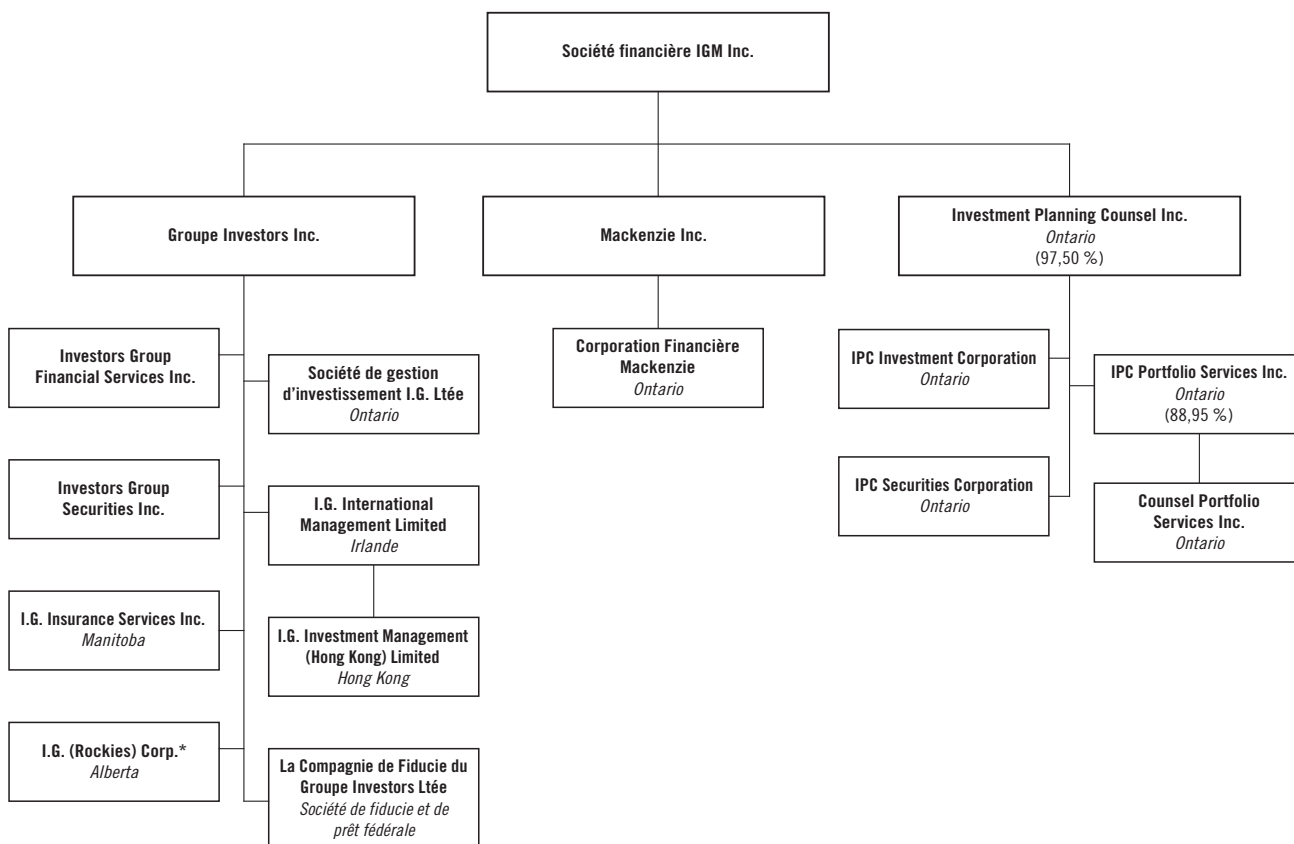 Société financière IGM Inc.
Groupe Investors Inc.
Mackenzie Inc.
Investment Planning Counsel Inc.
Ontario
(97,50 %)
Investors Group
Financial Services Inc.
Société de gestion
d'investissement I.G. Ltée
Ontario
Corporation Financière
Mackenzie
Ontario
IPC Investment Corporation
Ontario
IPC Portfolio Services Inc.
Ontario
(88,95 %)
Investors Group
Securities Inc.
I.G. International
Management Limited
Irlande
IPC Securities Corporation
Ontario
Counsel Portfolio
Services Inc.
Ontario
I.G. Insurance Services Inc.
Manitoba
I.G. Investment Management
(Hong Kong) Limited
Hong Kong
I.G. (Rockies) Corp.*
Alberta
La Compagnie de Fiducie du
Groupe Investors Ltée
Société de fiducie et de
prêt fédérale